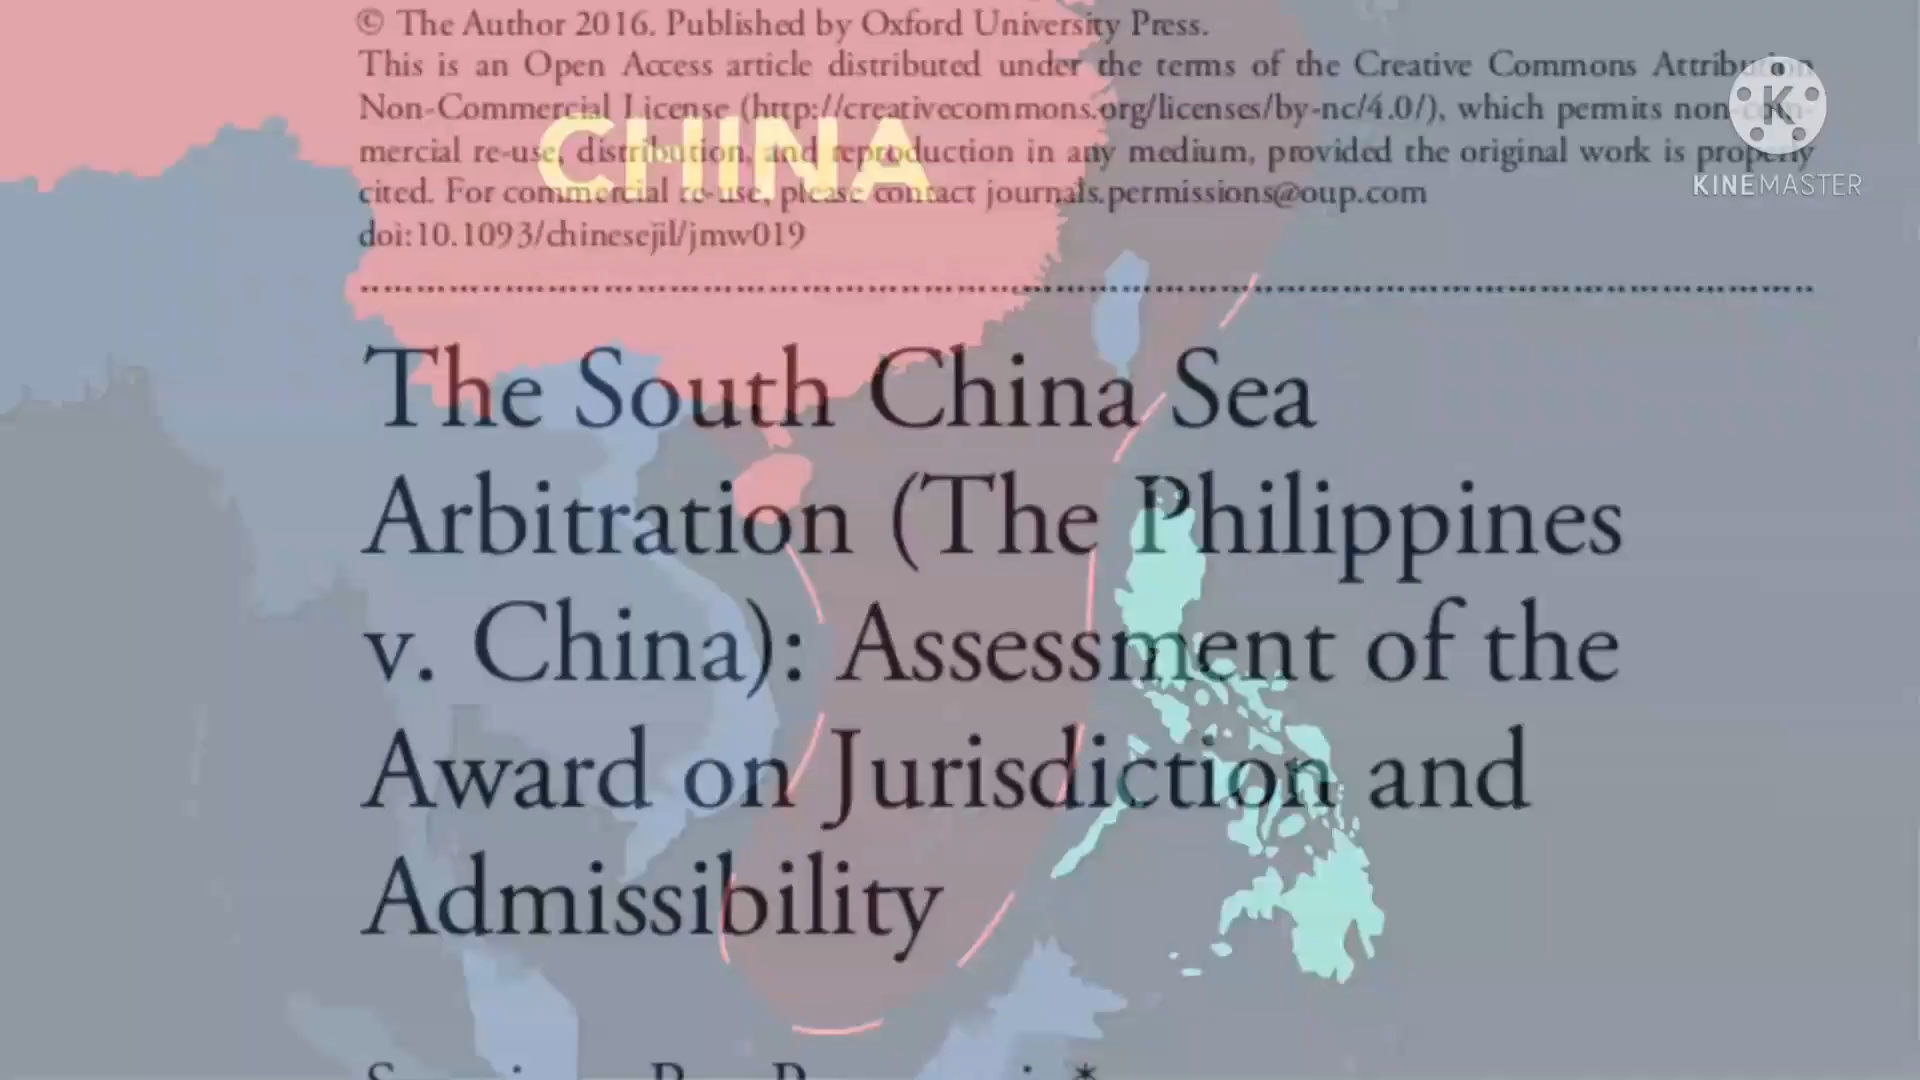 © The Author 2016. Published by Oxford University Press.
This is an Open Access article distributed under the terms of the Creative Commons Attribution
Non-Commercial License (http://creativecommons.org/licenses/by-nc/4.0/), which permits non-com-
mercial re-use, distribution, and reproduction in any medium, provided the original work is properly
cited. For commercial re-use, please contact journals.permissions@oup.com
doi:10.1093/chinesejil/jmw019
CHINA
K
KINEMASTER
The South China Sea
Arbitration (The Philippines
v. China): Assessment of the
Award on Jurisdiction and
Admissibility